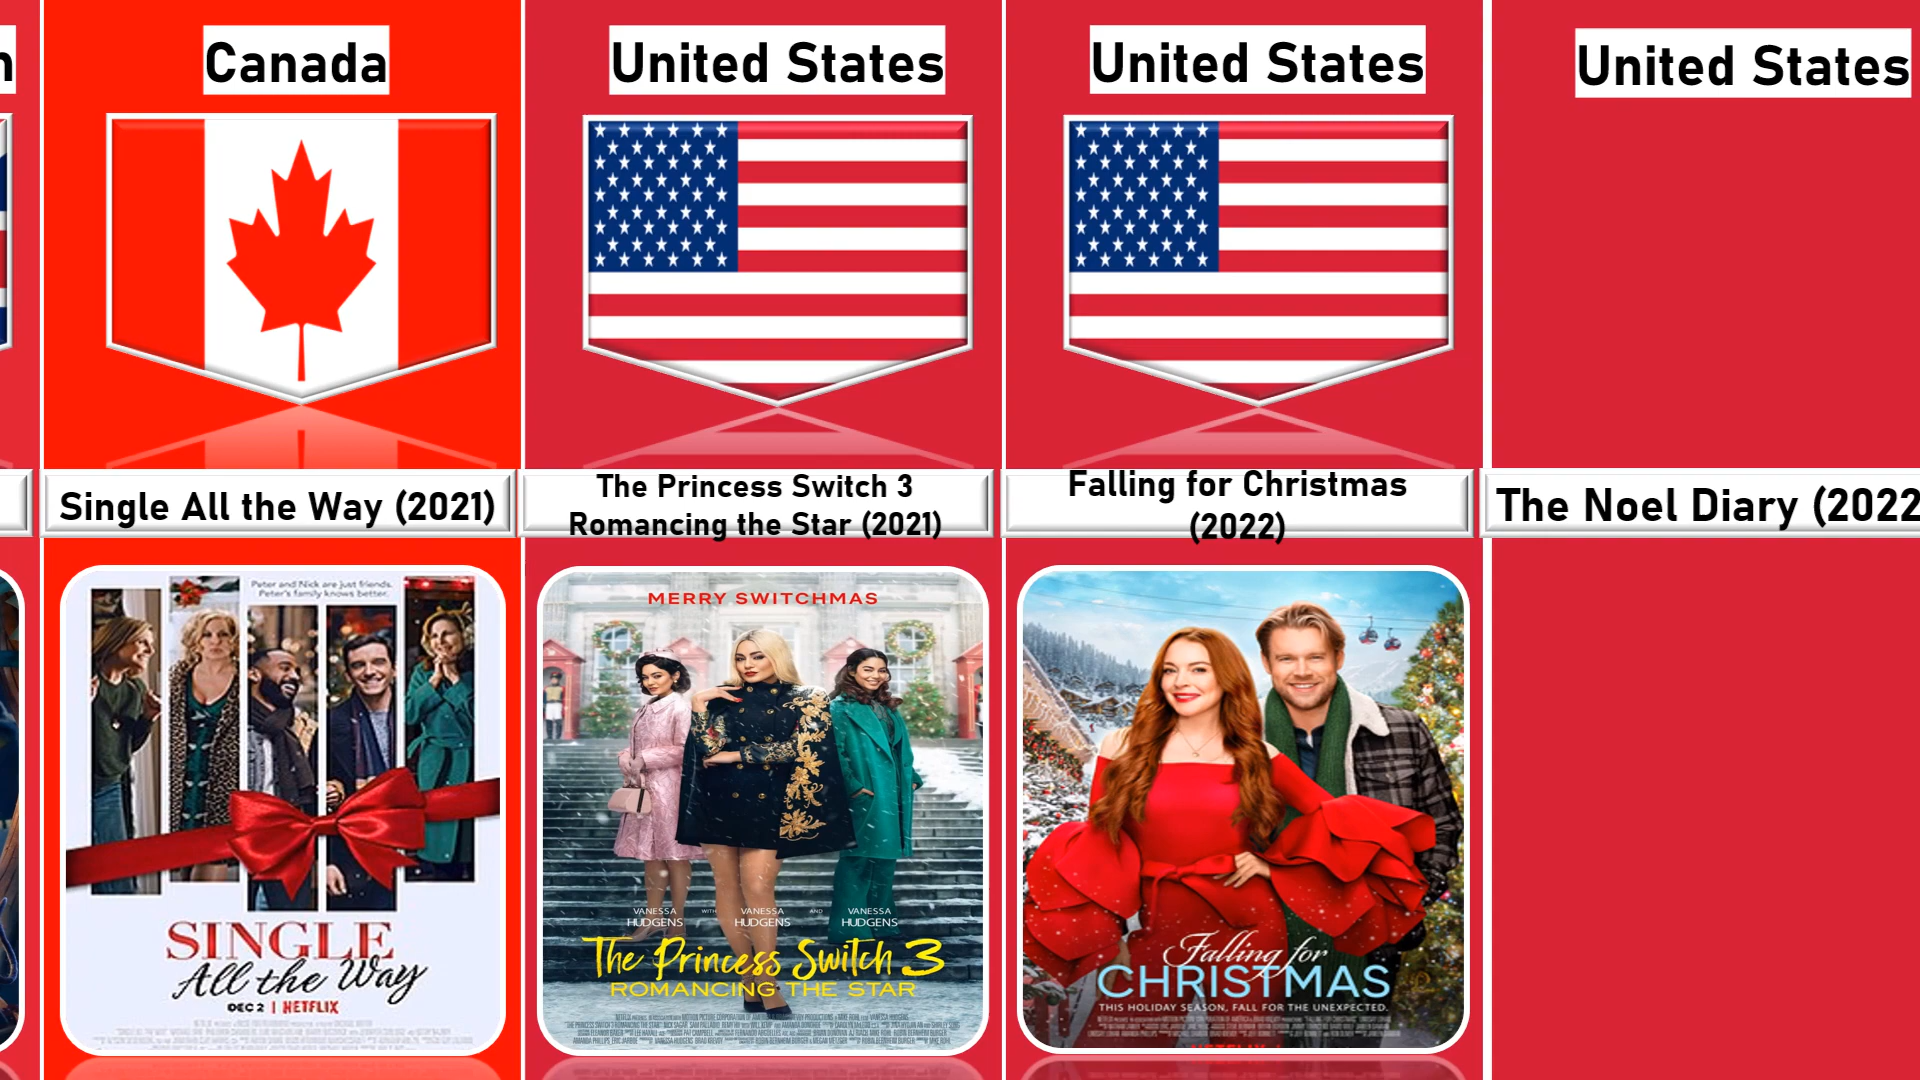 n
Canada
United States
United States
United States
Single All the Way (2021)
The Princess Switch 3
Romancing the Star (2021)
Falling for Christmas
(2022)
The Noel Diary (2022
Peter and Nick are just friends.
Peter's family knows better.
SINGLE
All the Way
DEC 2 | NETFLIX
MERRY SWITCHMAS
VANESSA HUDGENS WITH VANESSA HUDGENS AND VANESSA HUDGENS
The Princess Switch 3
ROMANCING THE STAR
Falling for
CHRISTMAS
THIS HOLIDAY SEASON, FALL FOR THE UNEXPECTED.